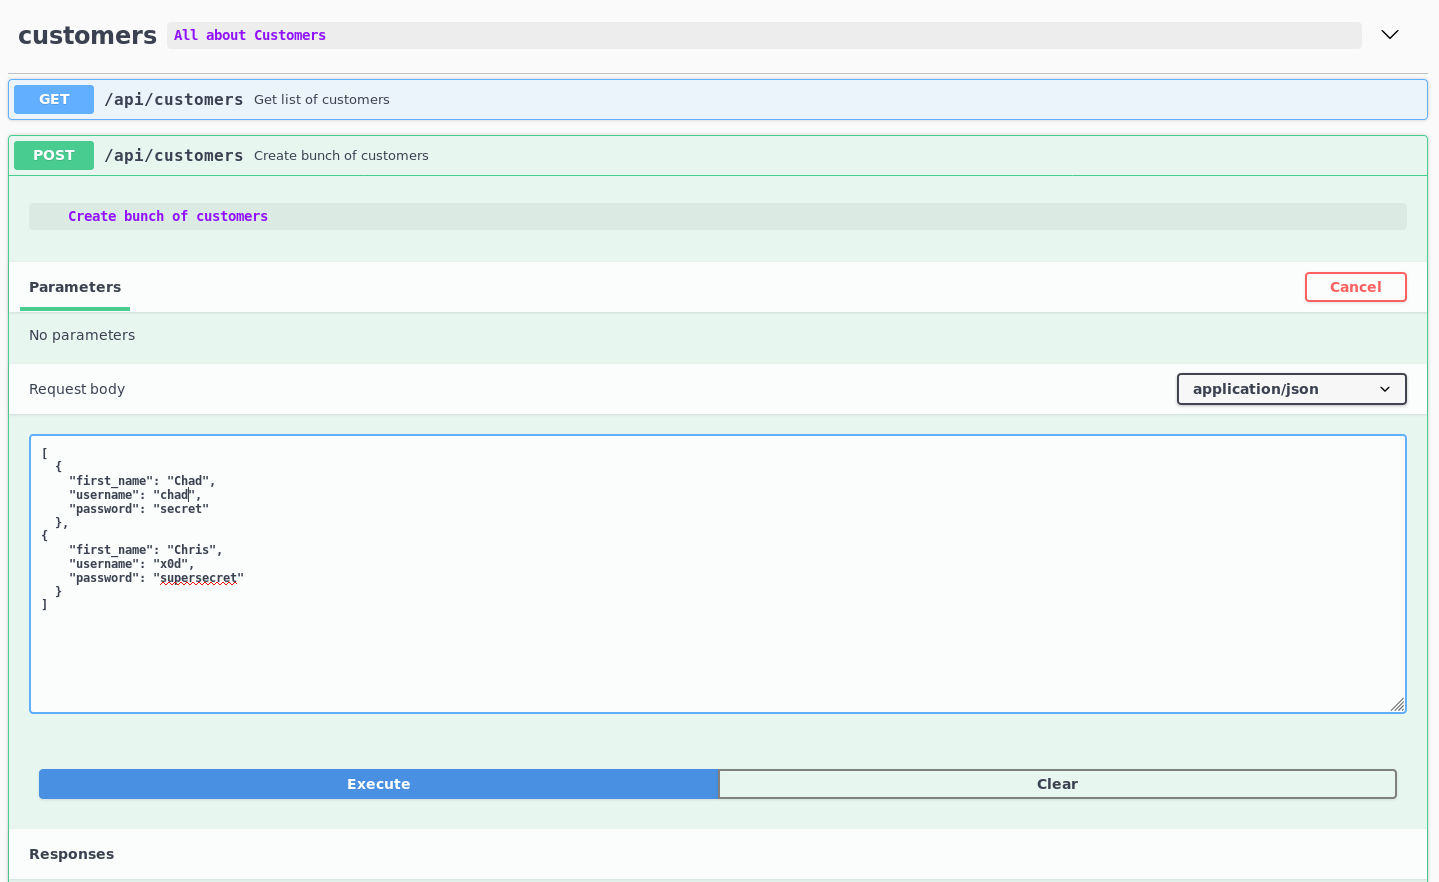 customers All about Customers
GET /api/customers Get list of customers
POST /api/customers Create bunch of customers
Create bunch of customers
Parameters Cancel
No parameters
Request body application/json
[
  {
    "first_name": "Chad",
    "username": "chad",
    "password": "secret"
  },
{
    "first_name": "Chris",
    "username": "x0d",
    "password": "supersecret"
  }
]
Execute Clear
Responses